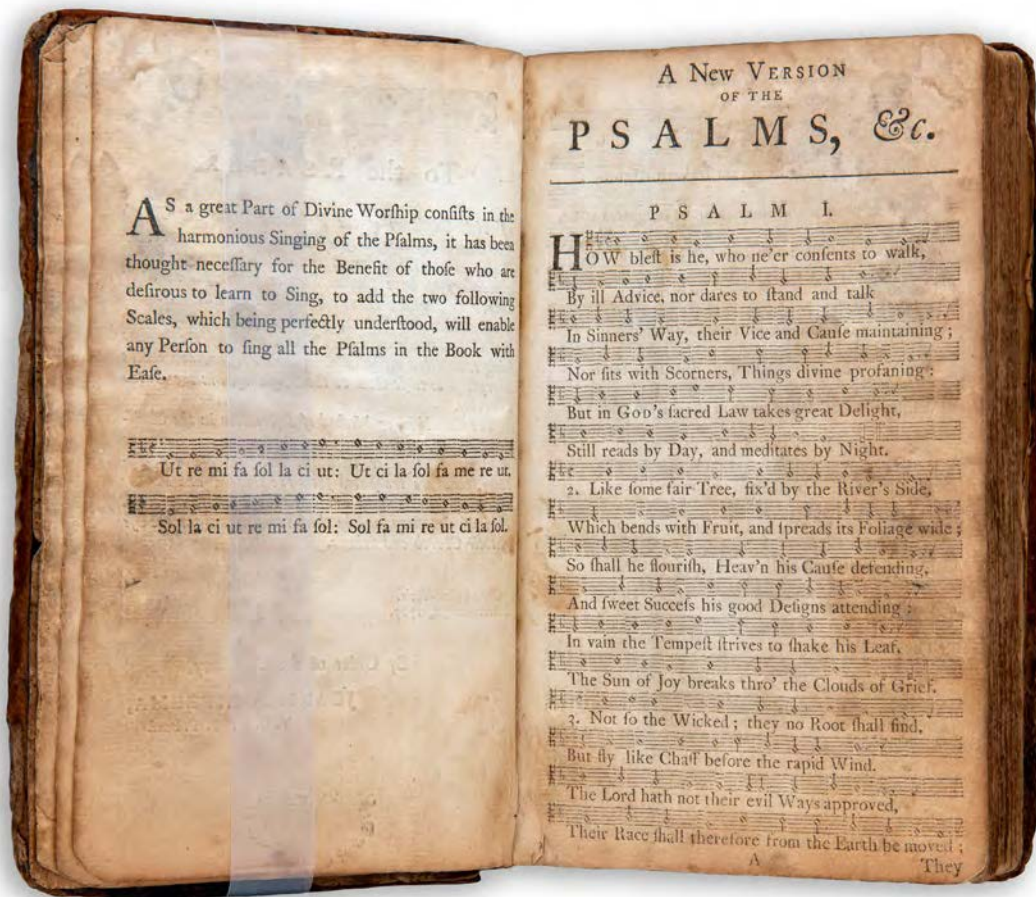 AS a great Part of Divine Worſhip conſiſts in the
harmonious Singing of the Pſalms, it has been
thought neceſſary for the Benefit of thoſe who are
deſirous to learn to Sing, to add the two following
Scales, which being perfectly underſtood, will enable
any Perſon to ſing all the Pſalms in the Book with
Eaſe.
Ut re mi fa ſol la ci ut: Ut ci la ſol fa me re ut.
Sol la ci ut re mi fa ſol: Sol fa mi re ut ci la ſol.
A New VERSION
OF THE
PSALMS, &c.
PSALM I.
HOW bleſt is he, who ne'er conſents to walk,
By ill Advice, nor dares to ſtand and talk
In Sinners' Way, their Vice and Cauſe maintaining;
Nor ſits with Scorners, Things divine profaning:
But in GOD's ſacred Law takes great Delight,
Still reads by Day, and meditates by Night.
2. Like ſome fair Tree, fix'd by the River's Side,
Which bends with Fruit, and ſpreads its Foliage wide;
So ſhall he flouriſh, Heav'n his Cauſe defending,
And ſweet Succeſs his good Deſigns attending:
In vain the Tempeſt ſtrives to ſhake his Leaf,
The Sun of Joy breaks thro' the Clouds of Grief.
3. Not ſo the Wicked; they no Root ſhall find,
But fly like Chaff before the rapid Wind.
The Lord hath not their evil Ways approved,
Their Race ſhall therefore from the Earth be moved;
A
They